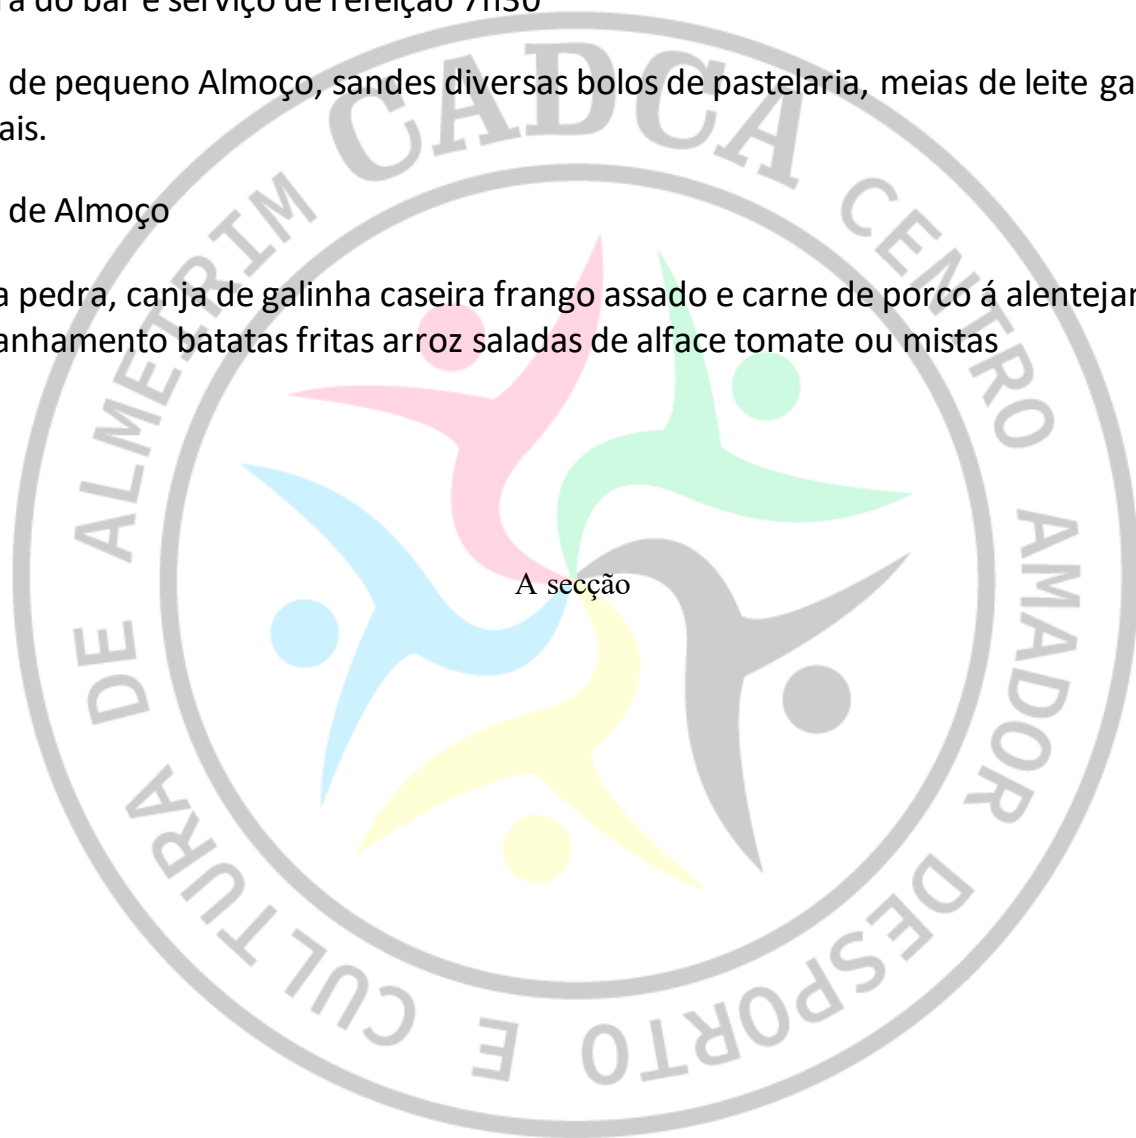 do bar e serviço de refeição 7h30
de pequeno Almoço, sandes diversas bolos de pastelaria, meias de leite ga
ais.
de Almoço
a pedra, canja de galinha caseira frango assado e carne de porco á alentejan
anhamento batatas fritas arroz saladas de alface tomate ou mistas
A secção
CADCA CENTRO AMADOR DESPORTO E CULTURA DE ALMEIRIM